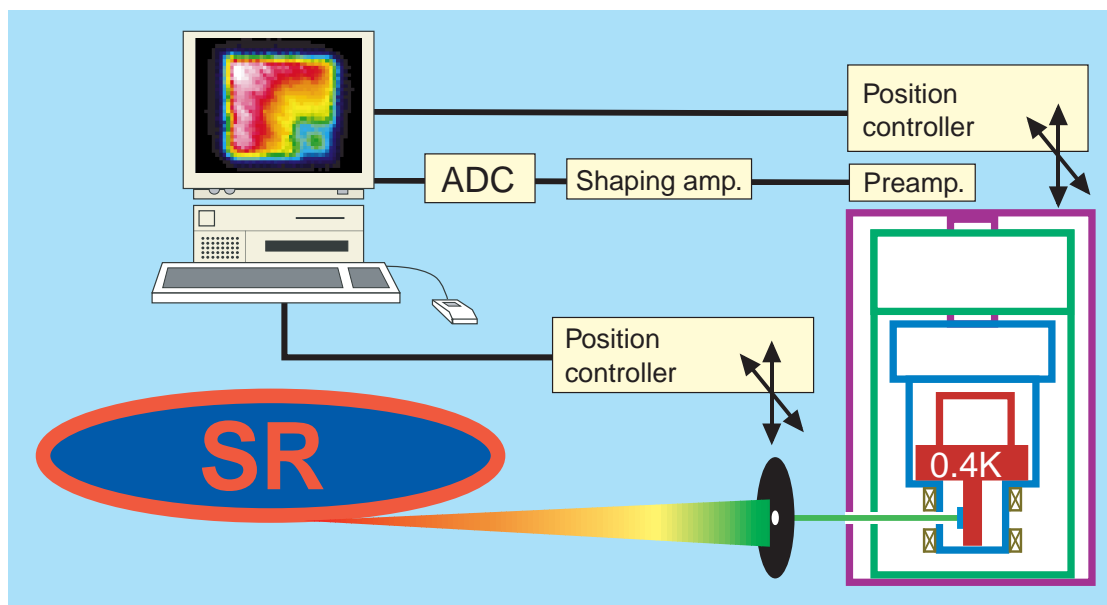 Position
controller
ADC
Shaping amp.
Preamp.
Position
controller
SR
0.4K